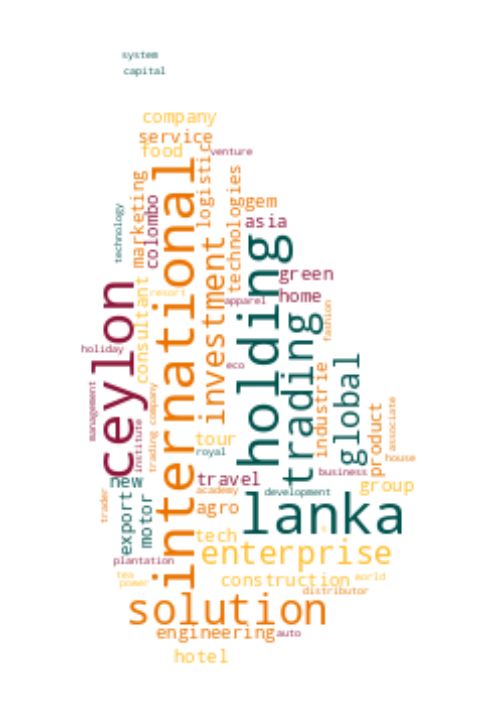 system
capital
company
service
food
venture
logistic
international
marketing
technologies
gem
colombo
asia
technology
holding
investment
green
ceylon
consultant
resort
home
apparel
fashion
trading
holiday
global
eco
industrie
management
trading company
associate
product
tour
institute
royal
house
business
travel
new
group
trader
academy
development
lanka
export
motor
agro
tech
enterprise
plantation
tea
power
construction
world
distributor
solution
engineering
auto
hotel